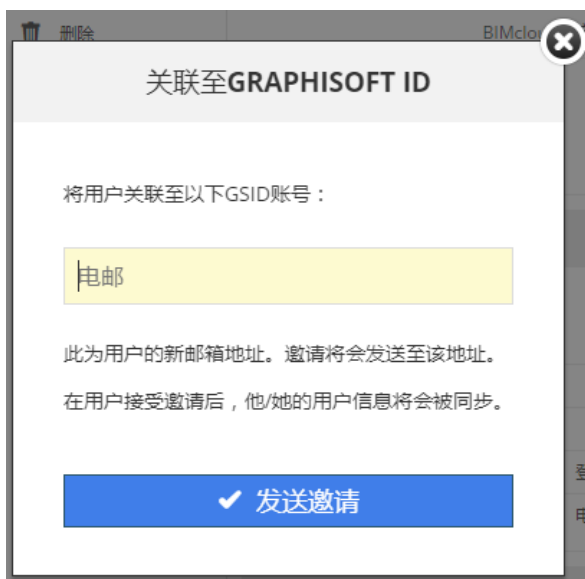 删除
BIMclou
关联至GRAPHISOFT ID
将用户关联至以下GSID账号：
电邮
此为用户的新邮箱地址。邀请将会发送至该地址。
在用户接受邀请后，他/她的用户信息将会被同步。
登
电
发送邀请